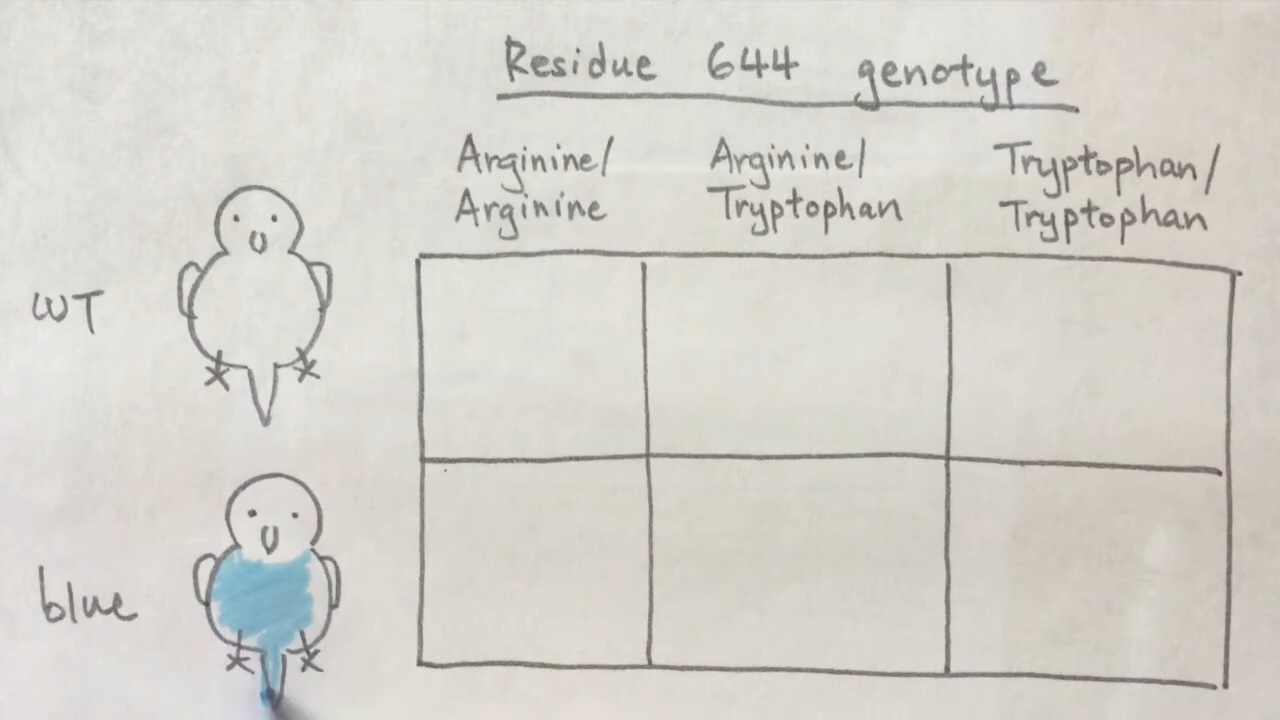 Residue 644 genotype
Arginine/ Arginine/ Tryptophan/
Arginine Tryptophan Tryptophan
WT
blue